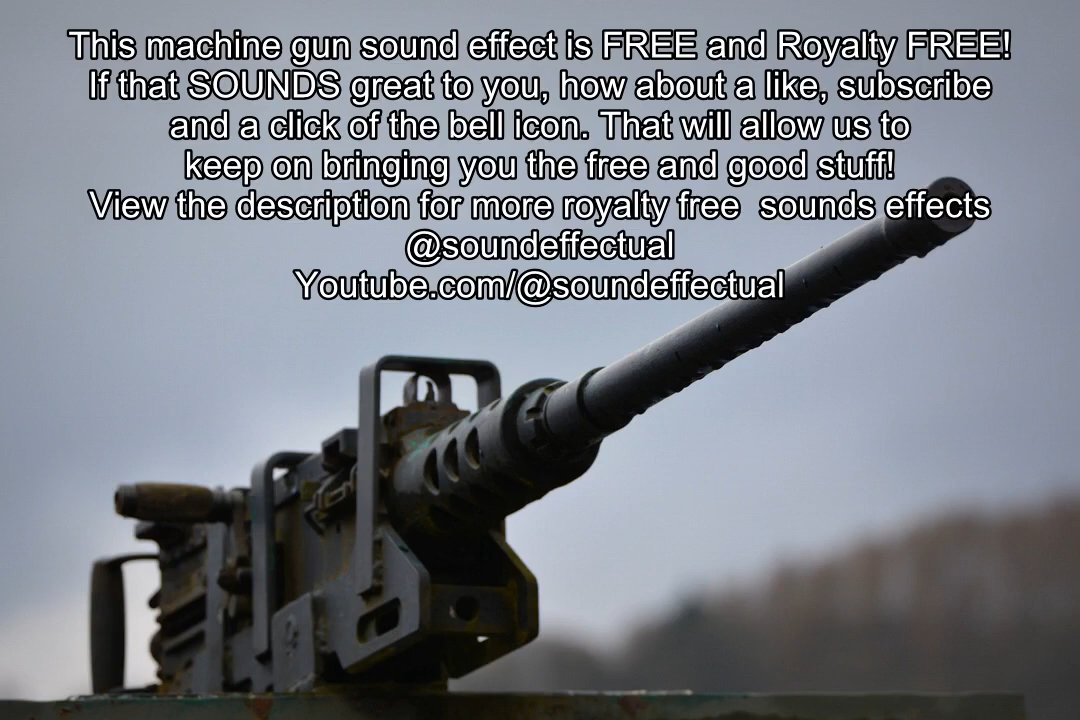 This machine gun sound effect is FREE and Royalty FREE!
If that SOUNDS great to you, how about a like, subscribe
and a click of the bell icon. That will allow us to
keep on bringing you the free and good stuff!
View the description for more royalty free  sounds effects
@soundeffectual
Youtube.com/@soundeffectual